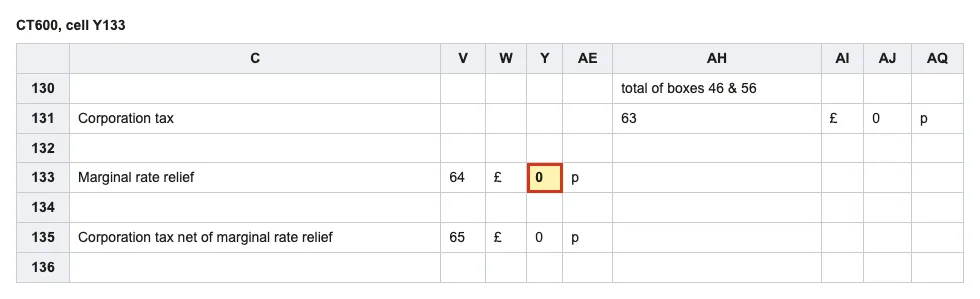 CT600, cell Y133
C V W Y AE AH AI AJ AQ
130 total of boxes 46 & 56
131 Corporation tax 63 £ 0 p
132
133 Marginal rate relief 64 £ 0 p
134
135 Corporation tax net of marginal rate relief 65 £ 0 p
136